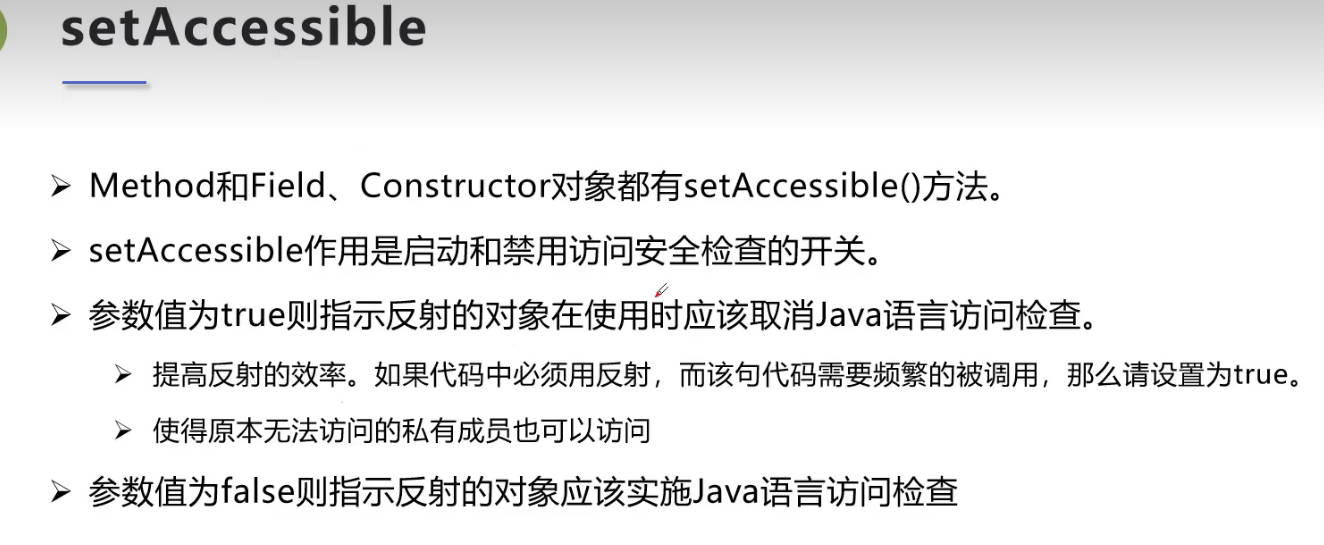 setAccessible
Method和Field、Constructor对象都有setAccessible()方法。
setAccessible作用是启动和禁用访问安全检查的开关。
参数值为true则指示反射的对象在使用时应该取消Java语言访问检查。
提高反射的效率。如果代码中必须用反射，而该句代码需要频繁的被调用，那么请设置为true。
使得原本无法访问的私有成员也可以访问
参数值为false则指示反射的对象应该实施Java语言访问检查